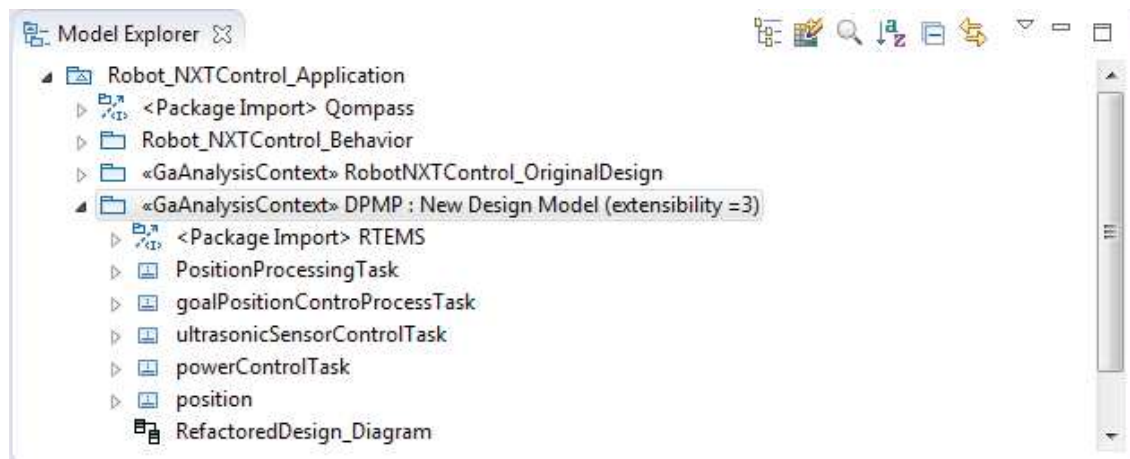 Model Explorer
Robot_NXTControl_Application
<Package Import> Qompass
Robot_NXTControl_Behavior
«GaAnalysisContext» RobotNXTControl_OriginalDesign
«GaAnalysisContext» DPMP : New Design Model (extensibility =3)
<Package Import> RTEMS
PositionProcessingTask
goalPositionControProcessTask
ultrasonicSensorControlTask
powerControlTask
position
RefactoredDesign_Diagram